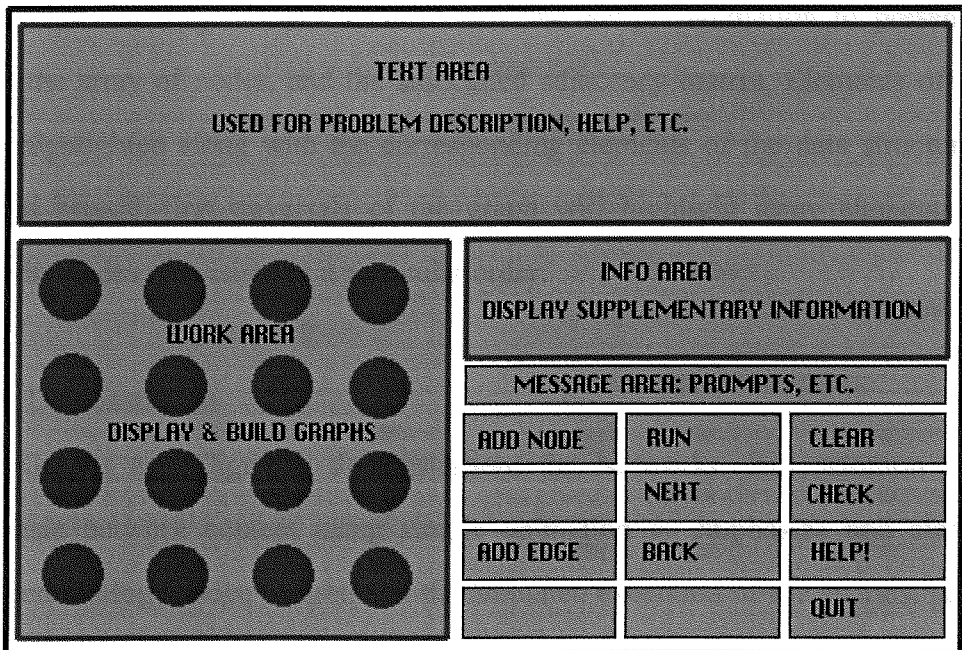 TEXT AREA
USED FOR PROBLEM DESCRIPTION, HELP, ETC.
WORK AREA
DISPLAY & BUILD GRAPHS
INFO AREA
DISPLAY SUPPLEMENTARY INFORMATION
MESSAGE AREA: PROMPTS, ETC.
ADD NODE RUN CLEAR
NEXT CHECK
ADD EDGE BACK HELP!
QUIT